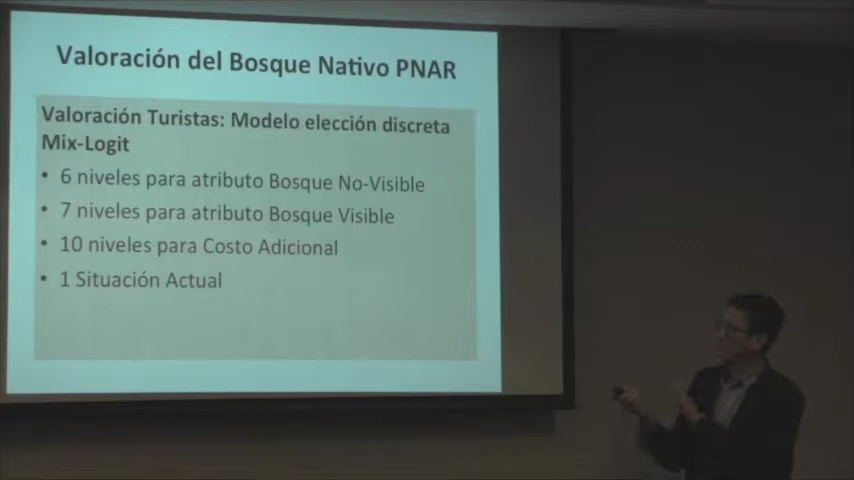 Valoración del Bosque Nativo PNAR
Valoración Turistas: Modelo elección discreta
Mix-Logit
• 6 niveles para atributo Bosque No-Visible
• 7 niveles para atributo Bosque Visible
• 10 niveles para Costo Adicional
• 1 Situación Actual